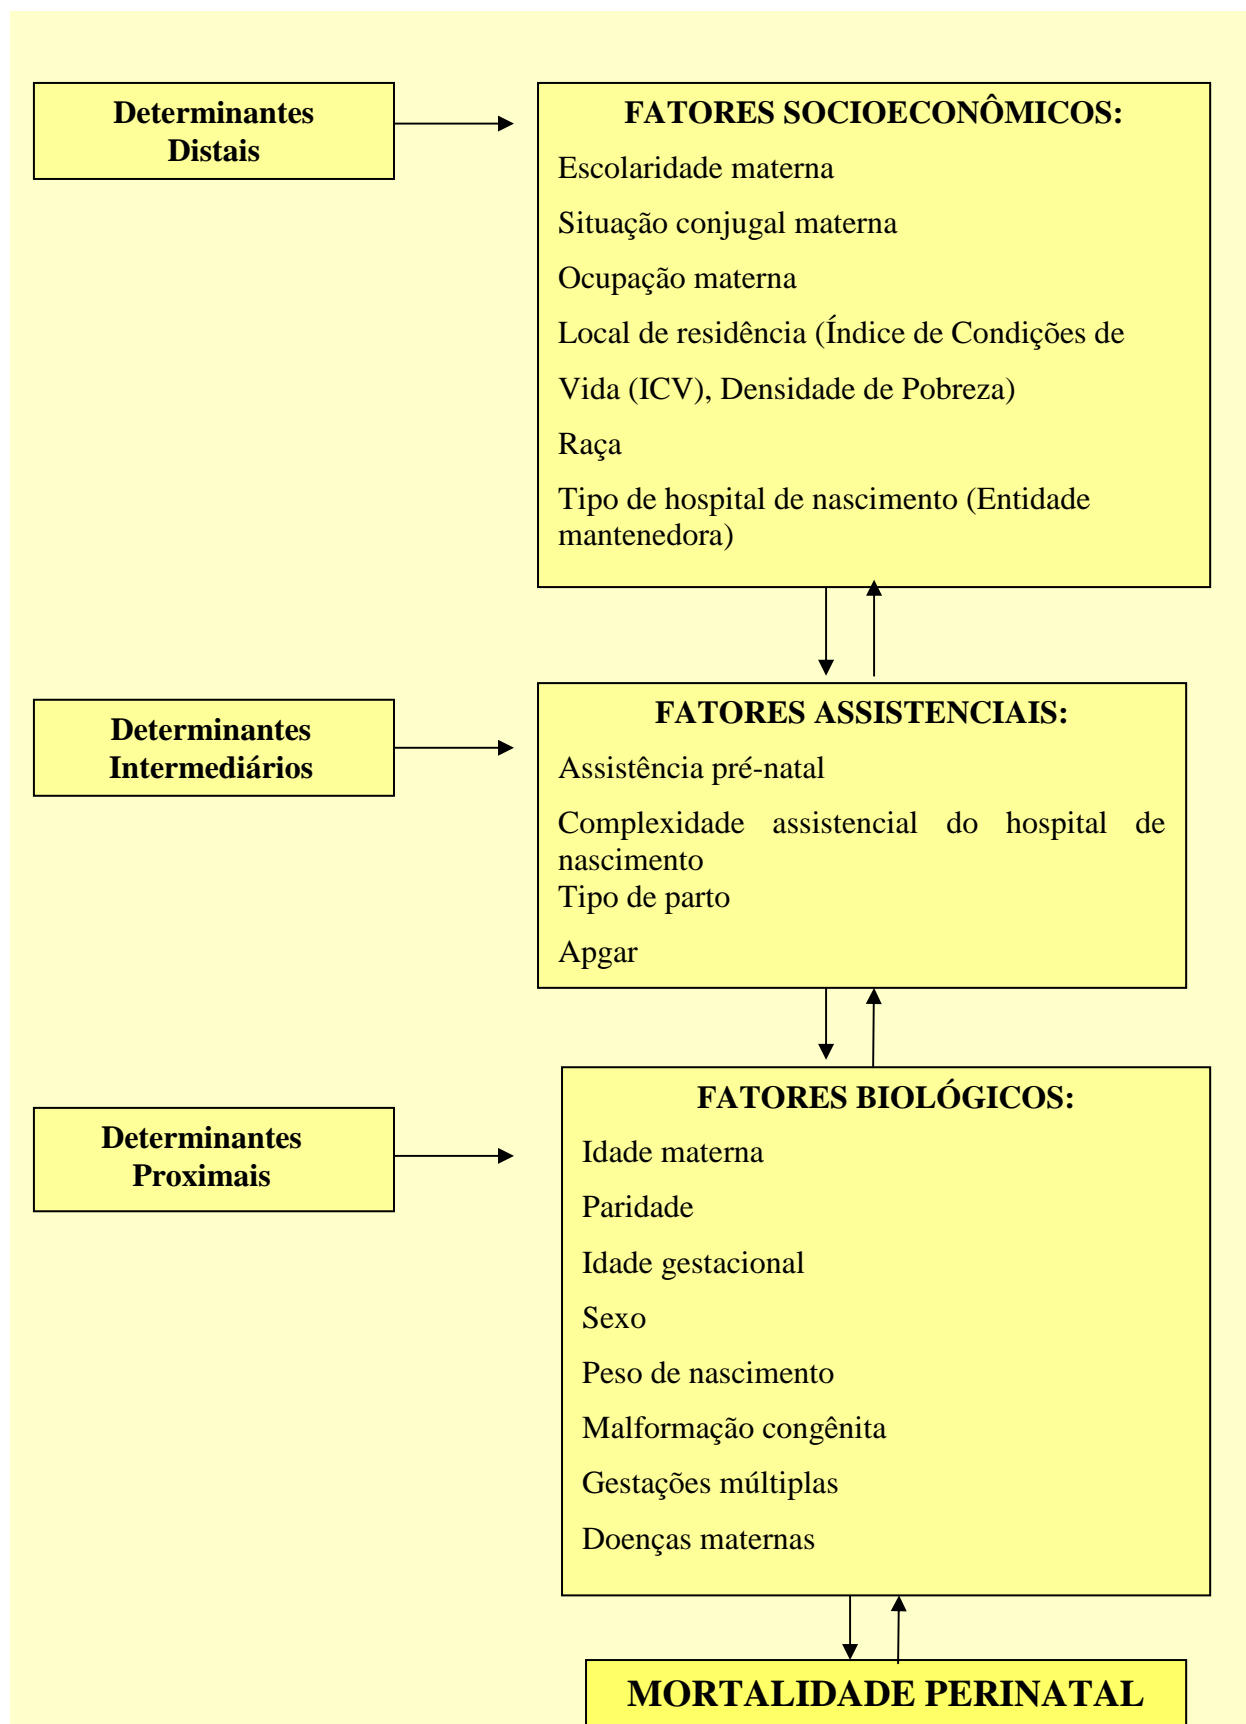 Determinantes
Distais
FATORES SOCIOECONÔMICOS:
Escolaridade materna
Situação conjugal materna
Ocupação materna
Local de residência (Índice de Condições de
Vida (ICV), Densidade de Pobreza)
Raça
Tipo de hospital de nascimento (Entidade
mantenedora)
Determinantes
Intermediários
FATORES ASSISTENCIAIS:
Assistência pré-natal
Complexidade assistencial do hospital de
nascimento
Tipo de parto
Apgar
Determinantes
Proximais
FATORES BIOLÓGICOS:
Idade materna
Paridade
Idade gestacional
Sexo
Peso de nascimento
Malformação congênita
Gestações múltiplas
Doenças maternas
MORTALIDADE PERINATAL